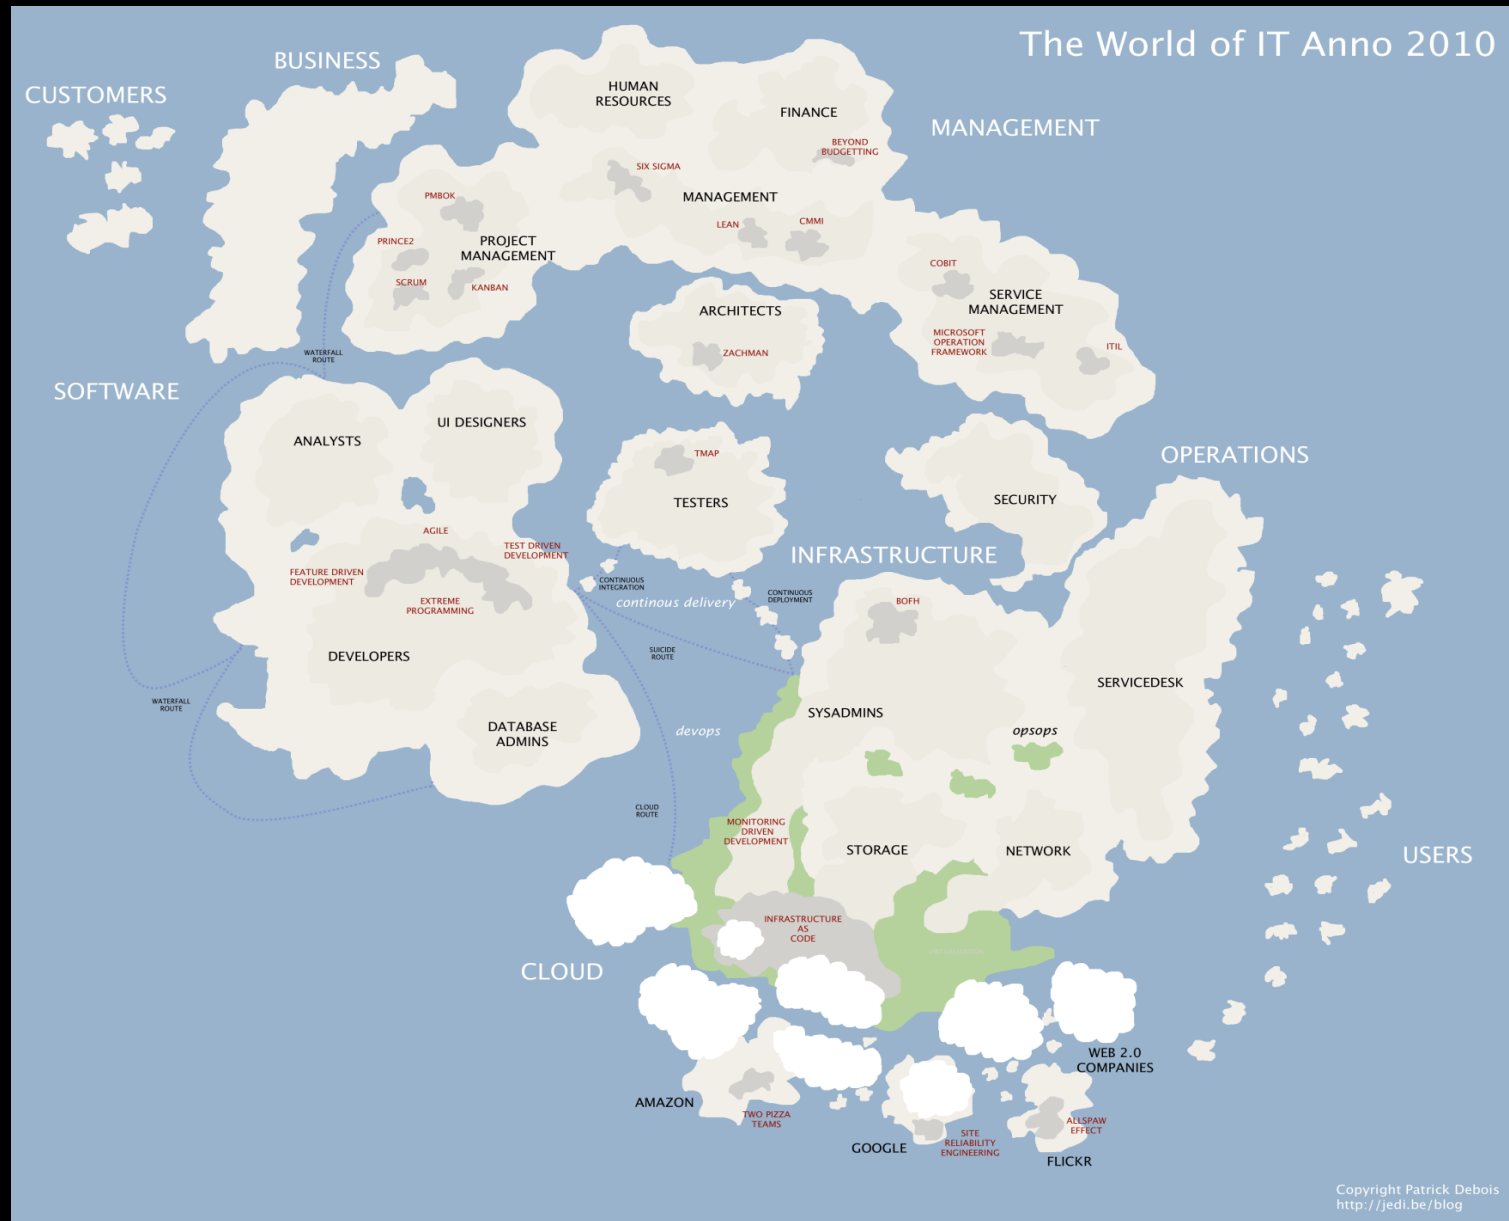 The World of IT Anno 2010
BUSINESS
CUSTOMERS
HUMAN
RESOURCES
FINANCE
MANAGEMENT
BEYOND
BUDGETTING
SIX SIGMA
MANAGEMENT
PMBOK
LEAN
CMMI
PRINCE2
PROJECT
MANAGEMENT
SCRUM
KANBAN
COBIT
SERVICE
MANAGEMENT
ARCHITECTS
ZACHMAN
MICROSOFT
OPERATION
FRAMEWORK
ITIL
WATERFALL
ROUTE
SOFTWARE
ANALYSTS
UI DESIGNERS
TMAP
TESTERS
SECURITY
OPERATIONS
AGILE
TEST DRIVEN
DEVELOPMENT
FEATURE DRIVEN
DEVELOPMENT
EXTREME
PROGRAMMING
INFRASTRUCTURE
CONTINUOUS
INTEGRATION
continous delivery
CONTINUOUS
DEPLOYMENT
BOFH
DEVELOPERS
SUICIDE
ROUTE
SERVICEDESK
WATERFALL
ROUTE
SYSADMINS
DATABASE
ADMINS
devops
opsops
CLOUD
ROUTE
MONITORING
DRIVEN
DEVELOPMENT
STORAGE
NETWORK
USERS
INFRASTRUCTURE
AS
CODE
CLOUD
WEB 2.0
COMPANIES
AMAZON
TWO PIZZA
TEAMS
GOOGLE
SITE
RELIABILITY
ENGINEERING
ALLSPAW
EFFECT
FLICKR
Copyright Patrick Debois
http://jedi.be/blog